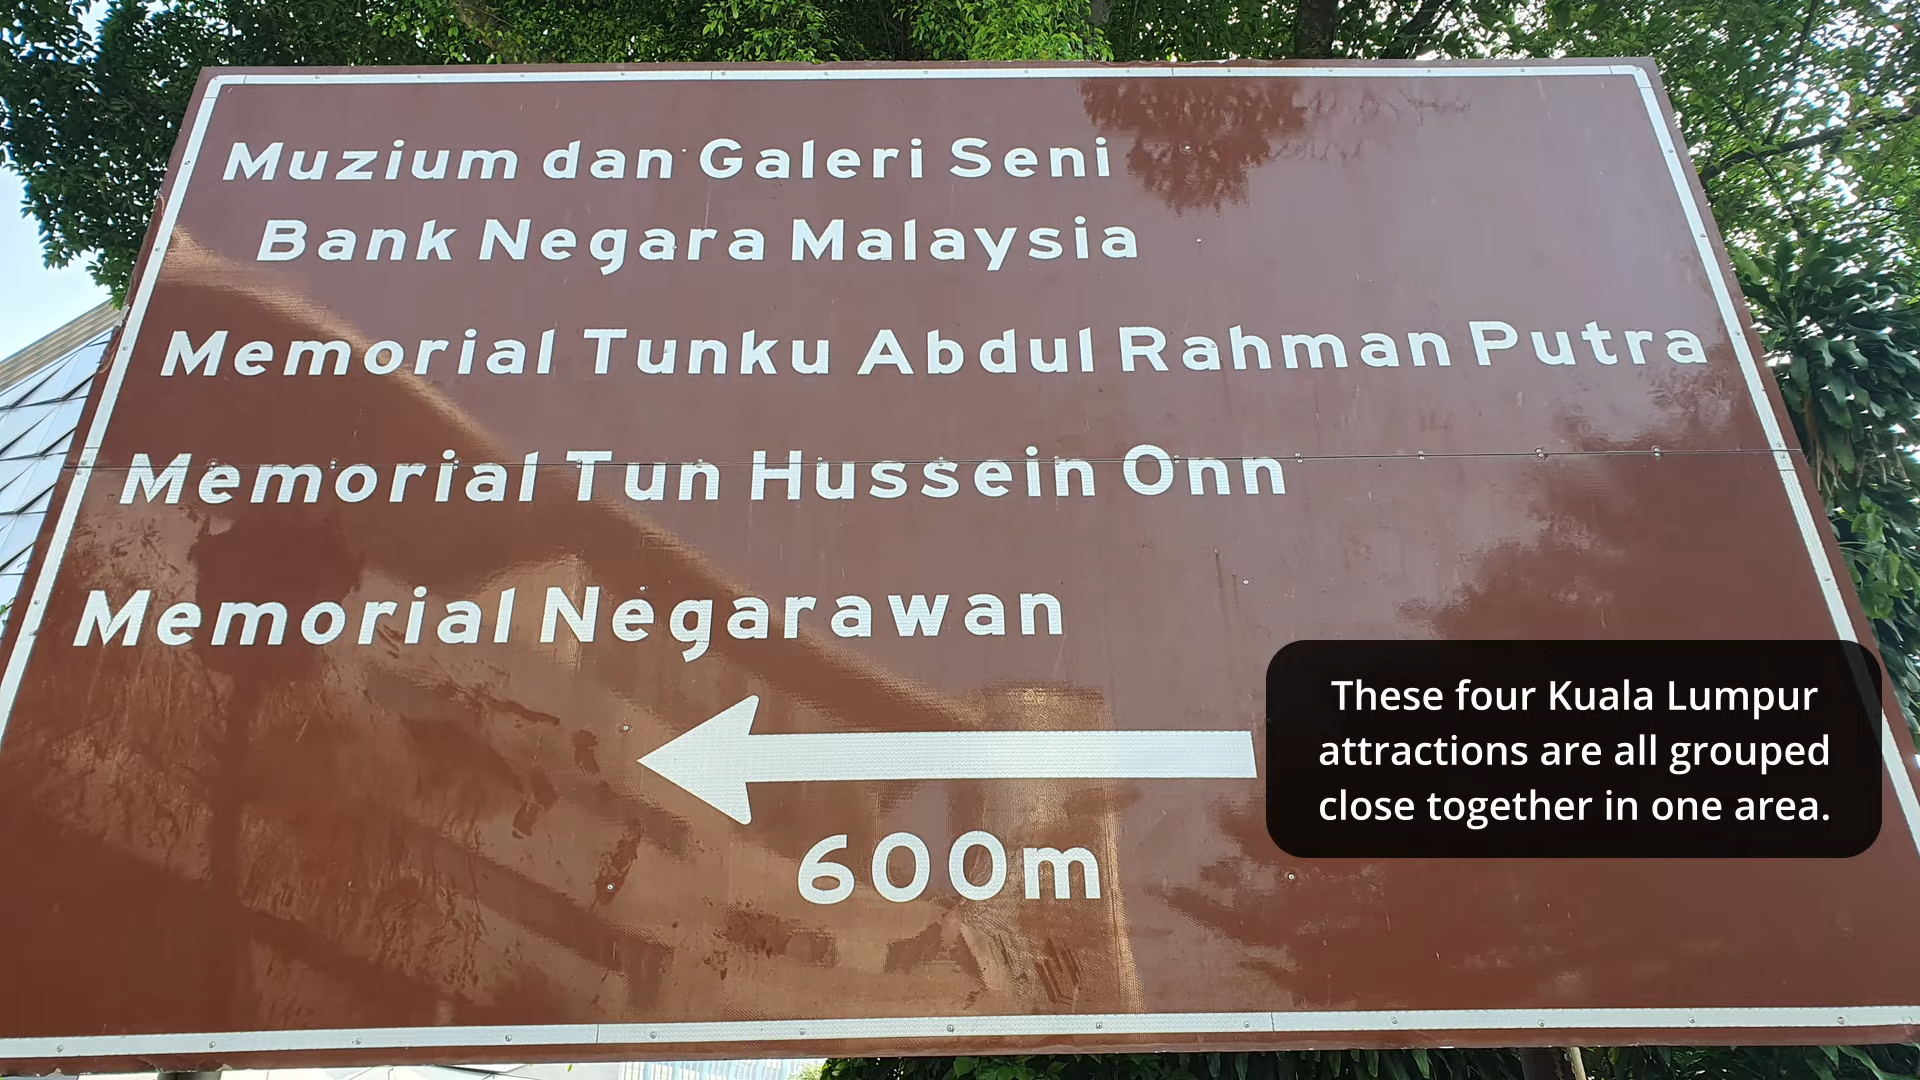 Muzium dan Galeri Seni
Bank Negara Malaysia
Memorial Tunku Abdul Rahman Putra
Memorial Tun Hussein Onn
Memorial Negarawan
600m
These four Kuala Lumpur
attractions are all grouped
close together in one area.